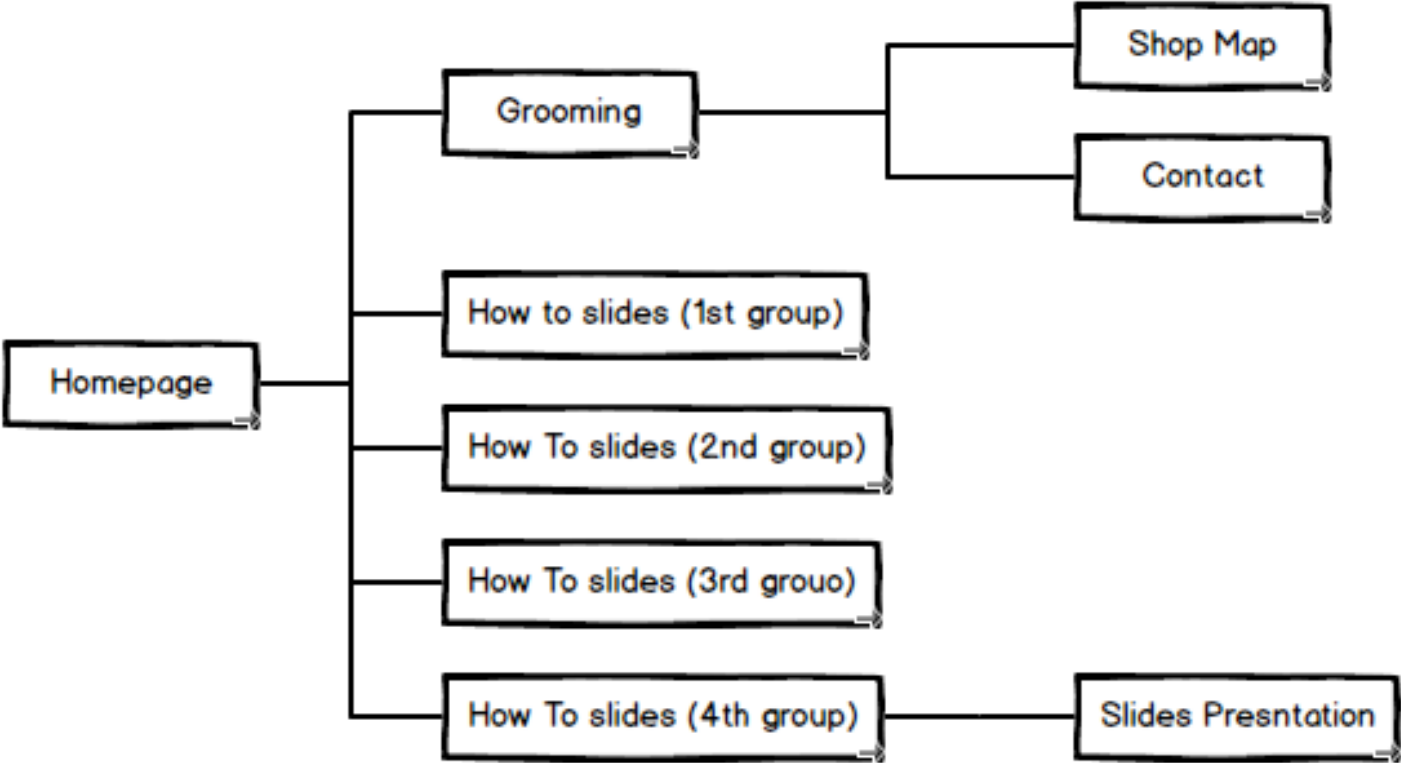 Shop Map
Grooming
Contact
How to slides (1st group)
Homepage
How To slides (2nd group)
How To slides (3rd grouo)
How To slides (4th group)
Slides Presntation